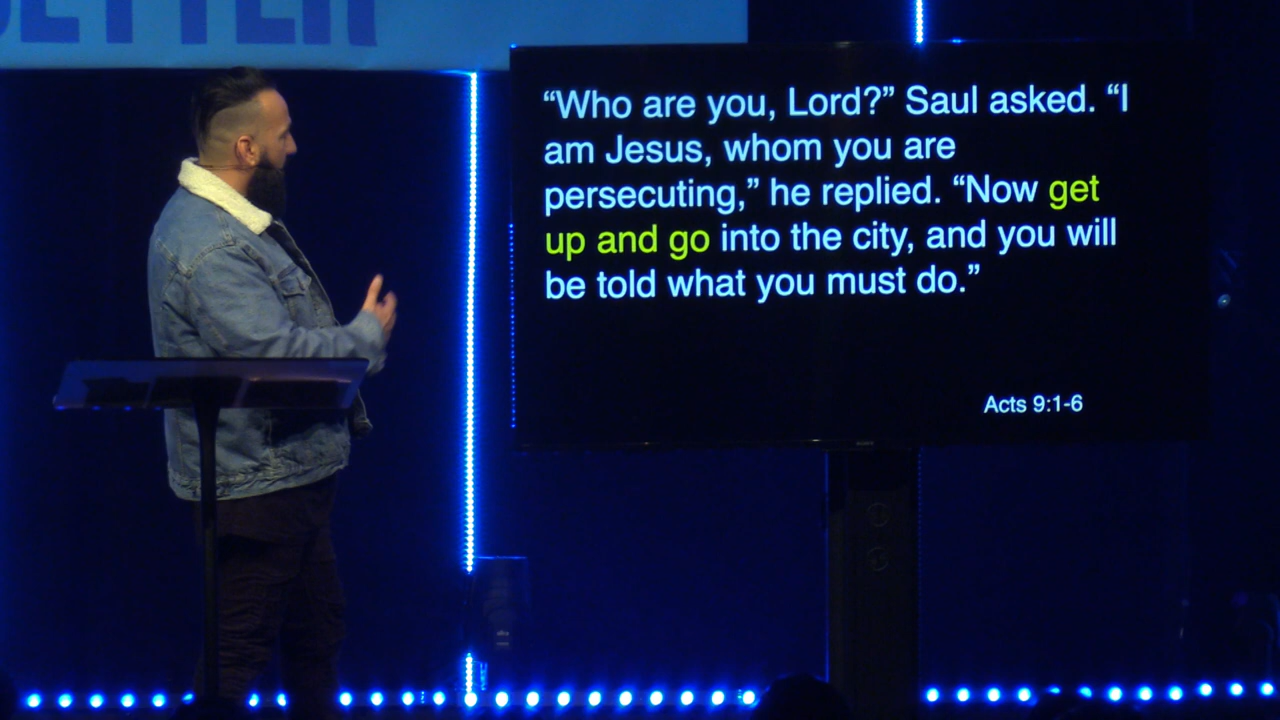 “Who are you, Lord?” Saul asked. “I
am Jesus, whom you are
persecuting,” he replied. “Now get
up and go into the city, and you will
be told what you must do.”
Acts 9:1-6